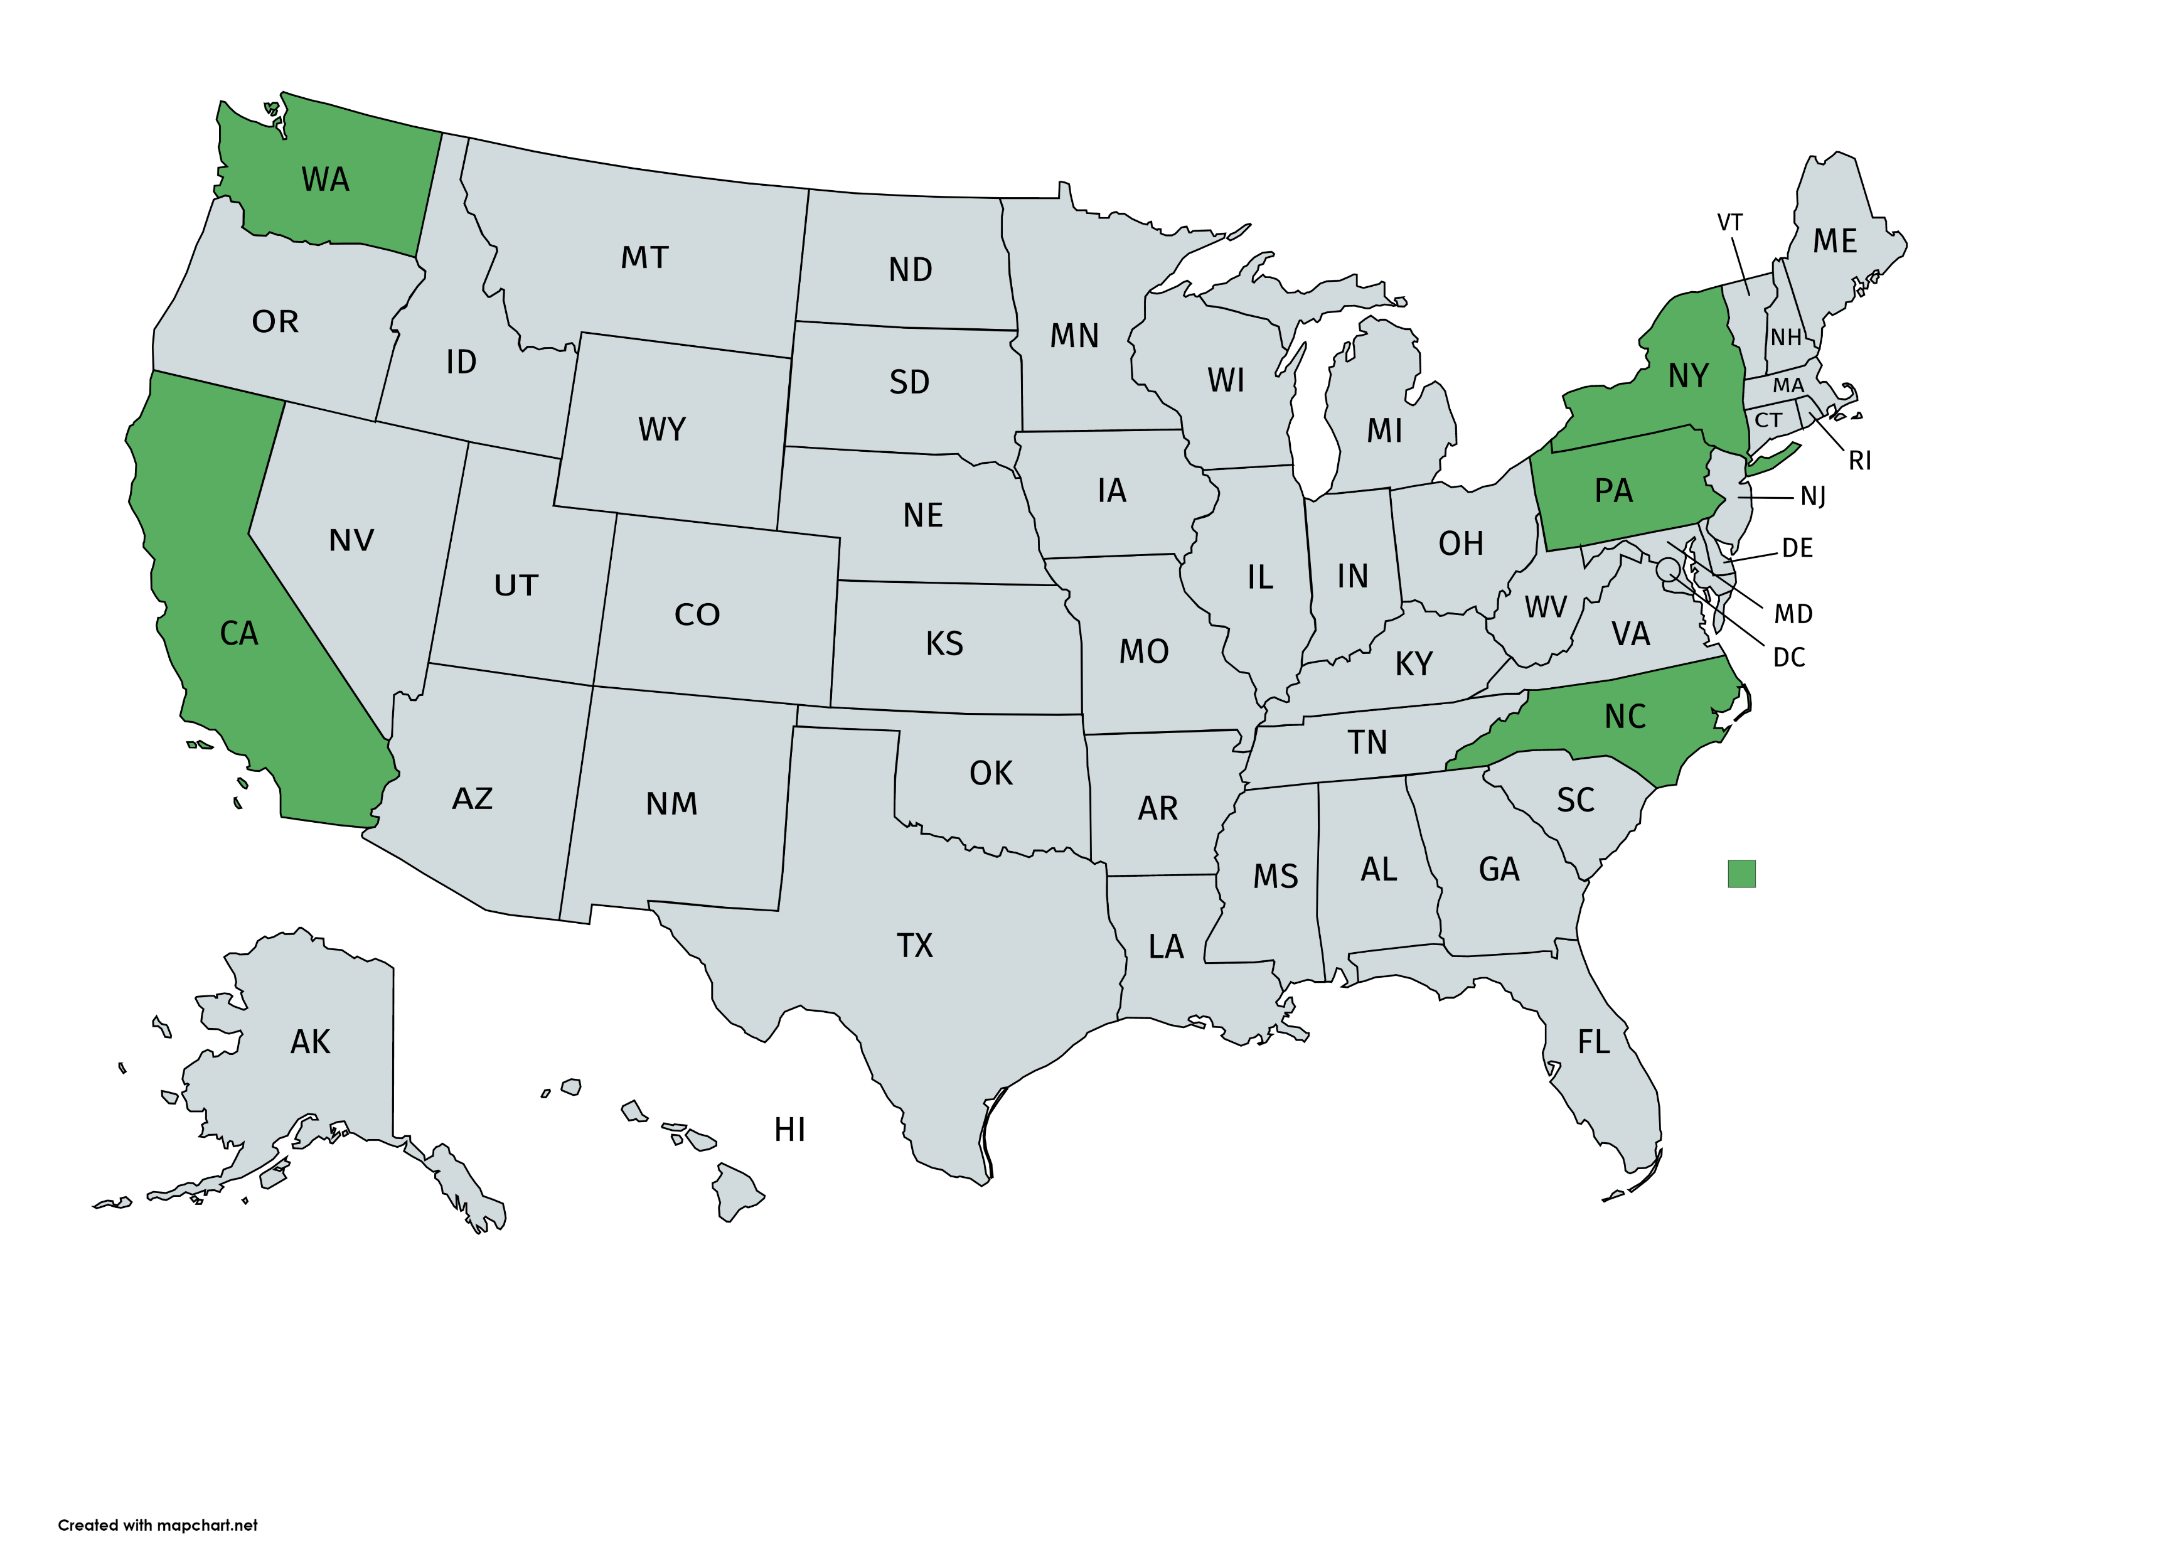 WA
MT
ND
MN
VT
ME
OR
ID
SD
WI
MI
NY
NH
MA
CT
RI
WY
IA
PA
NJ
NV
UT
CO
NE
IL
IN
OH
DE
WV
VA
MD
DC
CA
KS
MO
KY
NC
TN
AZ
NM
OK
AR
SC
MS
AL
GA
TX
LA
FL
AK
HI
Created with mapchart.net